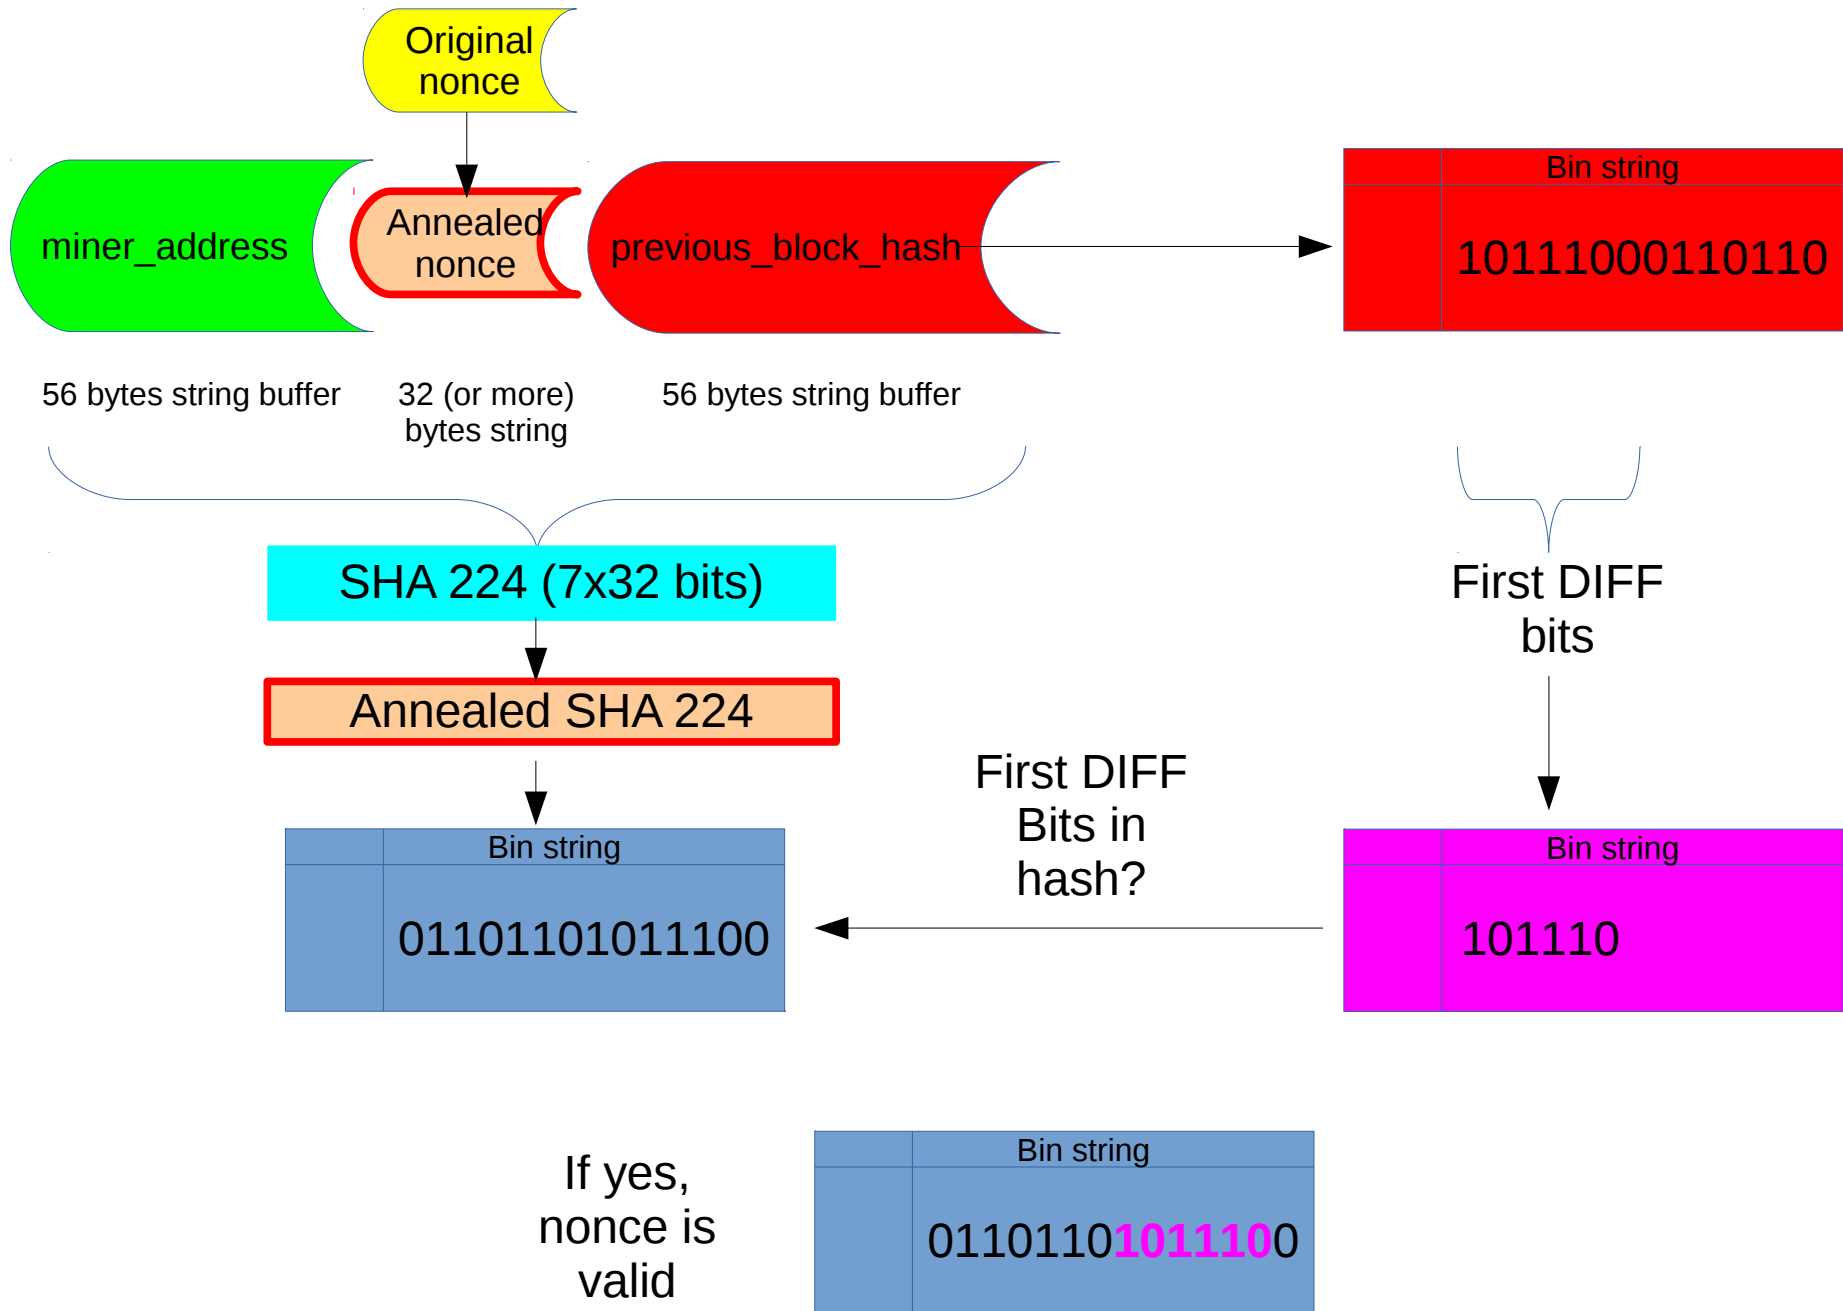 Original
nonce
miner_address
Annealed
nonce
previous_block_hash
Bin string
10111000110110
56 bytes string buffer
32 (or more)
bytes string
56 bytes string buffer
SHA 224 (7x32 bits)
First DIFF
bits
Annealed SHA 224
First DIFF
Bits in
hash?
Bin string
01101101011100
Bin string
101110
If yes,
nonce is
valid
Bin string
01101101011100